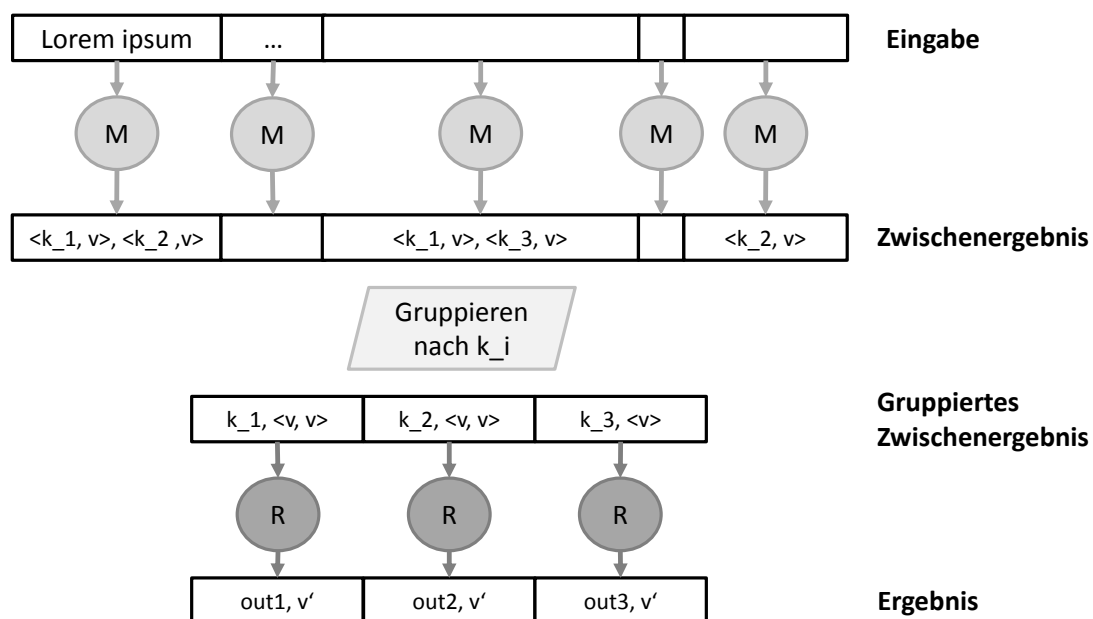 Lorem ipsum ... Eingabe
M M M M M
<k_1, v>, <k_2 ,v> <k_1, v>, <k_3, v> <k_2, v> Zwischenergebnis
Gruppieren
nach k_i
k_1, <v, v> k_2, <v, v> k_3, <v> Gruppiertes
Zwischenergebnis
R R R
out1, v‘ out2, v‘ out3, v‘ Ergebnis